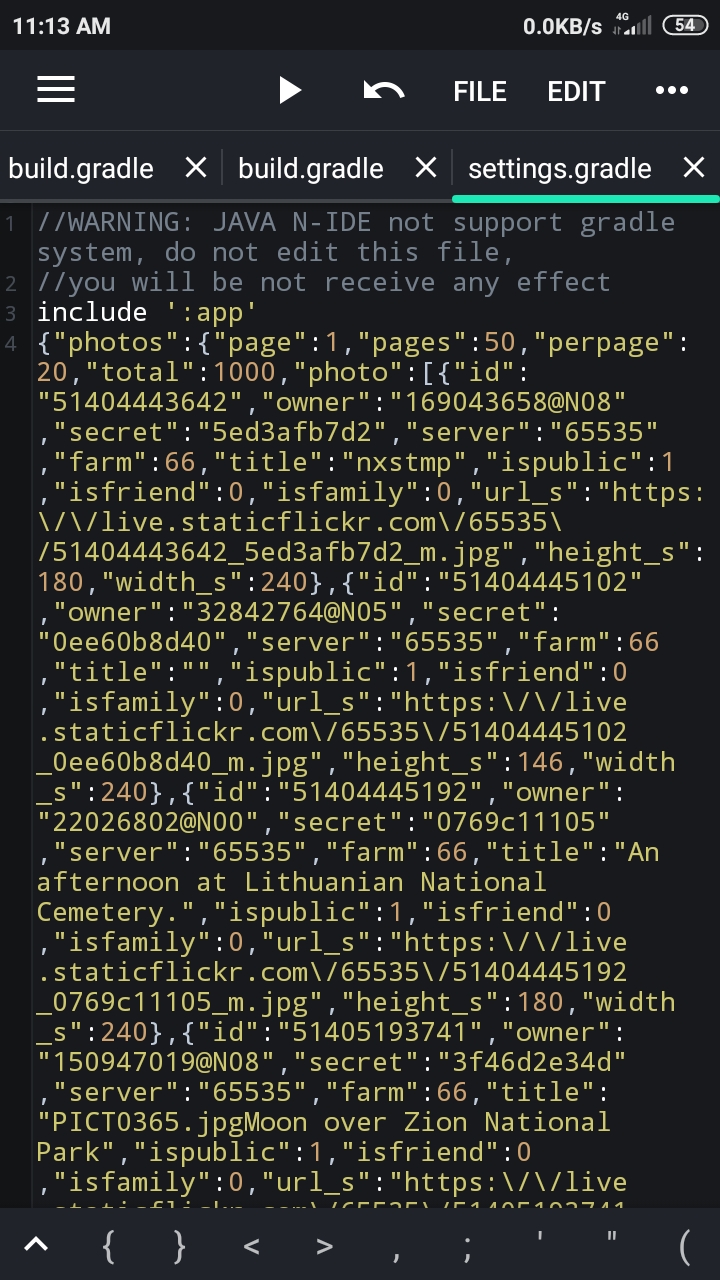 11:13 AM 0.0KB/s 4G 54
FILE EDIT
build.gradle build.gradle settings.gradle
1 //WARNING: JAVA N-IDE not support gradle
system, do not edit this file,
2 //you will be not receive any effect
3 include ':app'
4 {"photos":{"page":1,"pages":50,"perpage":
20,"total":1000,"photo":[{"id":
"51404443642","owner":"169043658@N08"
,"secret":"5ed3afb7d2","server":"65535"
,"farm":66,"title":"nxstmp","ispublic":1
,"isfriend":0,"isfamily":0,"url_s":"https:
\/\/live.staticflickr.com\/65535\
/51404443642_5ed3afb7d2_m.jpg","height_s":
180,"width_s":240},{"id":"51404445102"
,"owner":"32842764@N05","secret":
"0ee60b8d40","server":"65535","farm":66
,"title":"","ispublic":1,"isfriend":0
,"isfamily":0,"url_s":"https:\/\/live
.staticflickr.com\/65535\/51404445102
_0ee60b8d40_m.jpg","height_s":146,"width
_s":240},{"id":"51404445192","owner":
"22026802@N00","secret":"0769c11105"
,"server":"65535","farm":66,"title":"An
afternoon at Lithuanian National
Cemetery.","ispublic":1,"isfriend":0
,"isfamily":0,"url_s":"https:\/\/live
.staticflickr.com\/65535\/51404445192
_0769c11105_m.jpg","height_s":180,"width
_s":240},{"id":"51405193741","owner":
"150947019@N08","secret":"3f46d2e34d"
,"server":"65535","farm":66,"title":
"PICT0365.jpgMoon over Zion National
Park","ispublic":1,"isfriend":0
,"isfamily":0,"url_s":"https:\/\/live
.staticflickr.com\/65535\/51405193741
{ } < > , ; ' " (